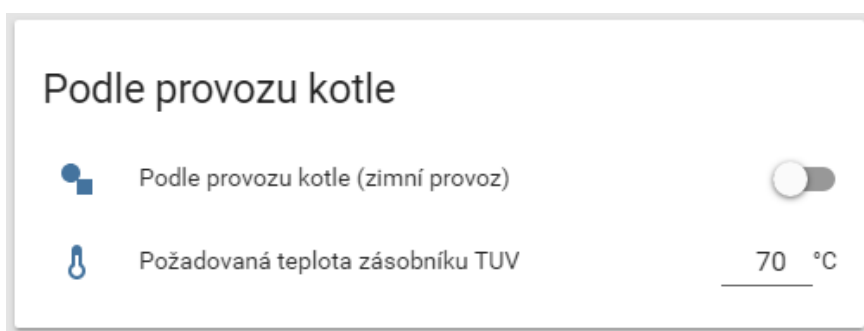 Podle provozu kotle
Podle provozu kotle (zimní provoz)
Požadovaná teplota zásobníku TUV 70 °C